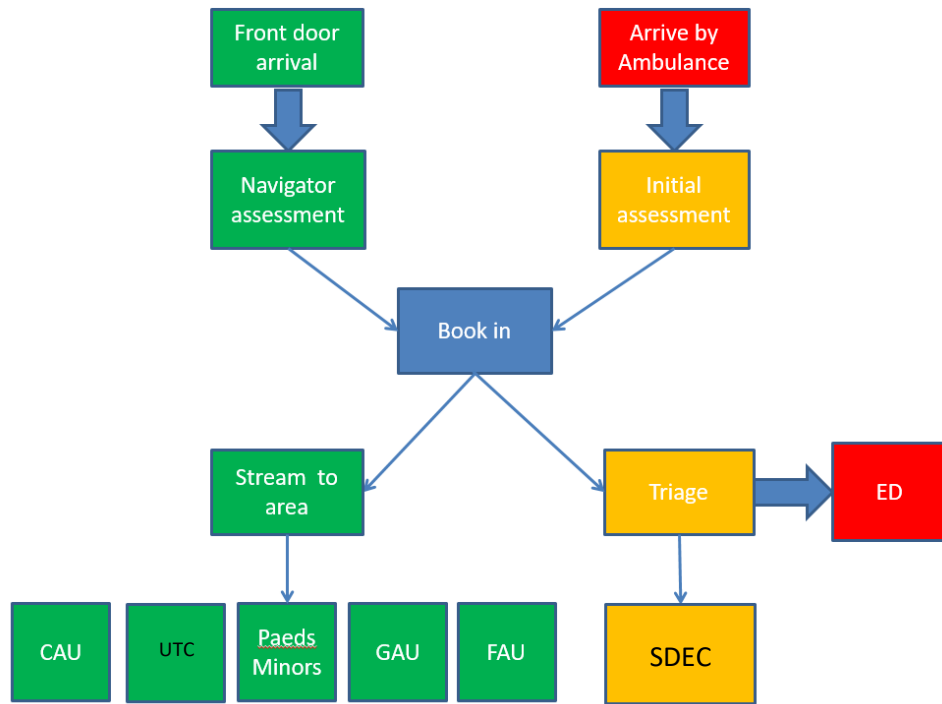 Front door
arrival
Arrive by
Ambulance
Navigator
assessment
Initial
assessment
Book in
Stream to
area
Triage
ED
CAU
UTC
Paeds
Minors
GAU
FAU
SDEC